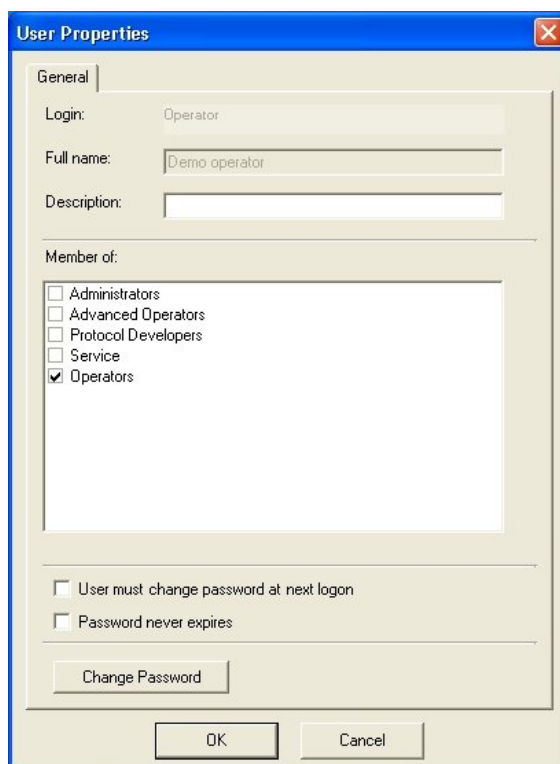 User Properties
General
Login: Operator
Full name: Demo operator
Description:
Member of:
Administrators
Advanced Operators
Protocol Developers
Service
Operators
User must change password at next logon
Password never expires
Change Password
OK Cancel